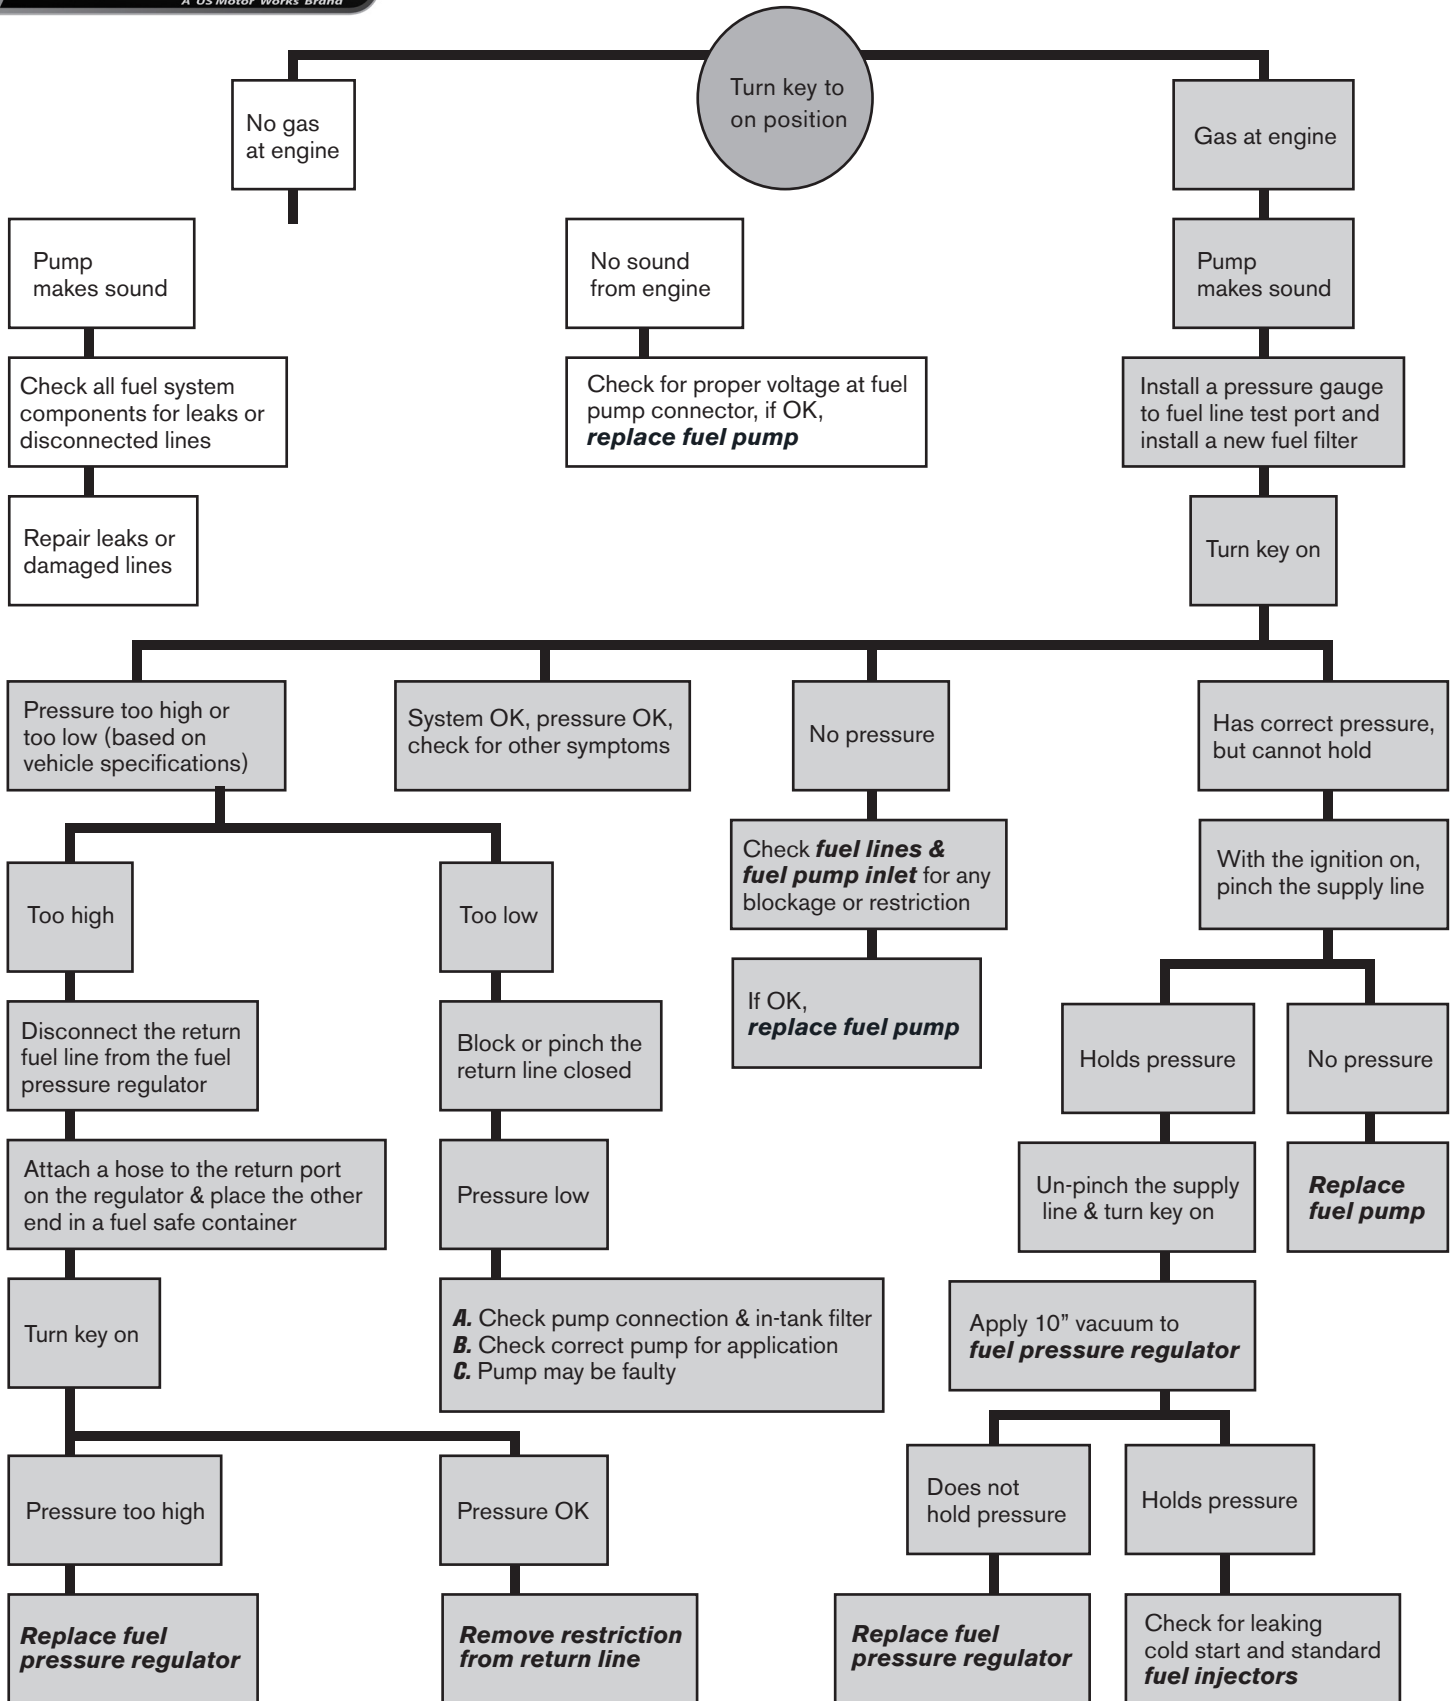 A US Motor Works Brand
Turn key to
on position
No gas
at engine
Gas at engine
Pump
makes sound
No sound
from engine
Pump
makes sound
Check all fuel system
components for leaks or
disconnected lines
Check for proper voltage at fuel
pump connector, if OK,
replace fuel pump
Install a pressure gauge
to fuel line test port and
install a new fuel filter
Repair leaks or
damaged lines
Turn key on
Pressure too high or
too low (based on
vehicle specifications)
System OK, pressure OK,
check for other symptoms
No pressure
Has correct pressure,
but cannot hold
Check fuel lines &
fuel pump inlet for any
blockage or restriction
With the ignition on,
pinch the supply line
Too high
Too low
If OK,
replace fuel pump
Disconnect the return
fuel line from the fuel
pressure regulator
Block or pinch the
return line closed
Holds pressure
No pressure
Attach a hose to the return port
on the regulator & place the other
end in a fuel safe container
Pressure low
Un-pinch the supply
line & turn key on
Replace
fuel pump
Turn key on
A. Check pump connection & in-tank filter
B. Check correct pump for application
C. Pump may be faulty
Apply 10” vacuum to
fuel pressure regulator
Pressure too high
Pressure OK
Does not
hold pressure
Holds pressure
Replace fuel
pressure regulator
Remove restriction
from return line
Replace fuel
pressure regulator
Check for leaking
cold start and standard
fuel injectors